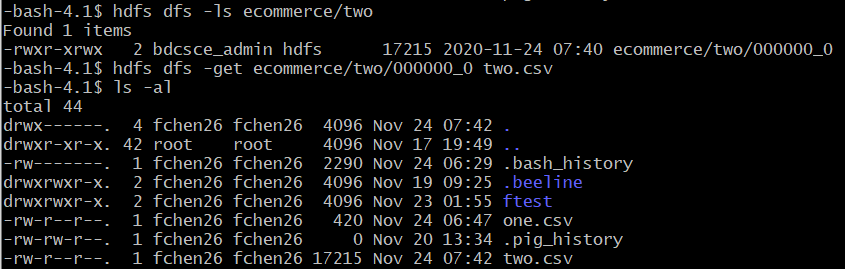 -bash-4.1$ hdfs dfs -ls ecommerce/two
Found 1 items
-rwxr-xrwx   2 bdcsce_admin hdfs      17215 2020-11-24 07:40 ecommerce/two/000000_0
-bash-4.1$ hdfs dfs -get ecommerce/two/000000_0 two.csv
-bash-4.1$ ls -al
total 44
drwx------.  4 fchen26 fchen26  4096 Nov 24 07:42 .
drwxr-xr-x. 42 root    root     4096 Nov 17 19:49 ..
-rw-------.  1 fchen26 fchen26  2290 Nov 24 06:29 .bash_history
drwxrwxr-x.  2 fchen26 fchen26  4096 Nov 19 09:25 .beeline
drwxrwxr-x.  2 fchen26 fchen26  4096 Nov 23 01:55 ftest
-rw-r--r--.  1 fchen26 fchen26   420 Nov 24 06:47 one.csv
-rw-rw-r--.  1 fchen26 fchen26     0 Nov 20 13:34 .pig_history
-rw-r--r--.  1 fchen26 fchen26 17215 Nov 24 07:42 two.csv